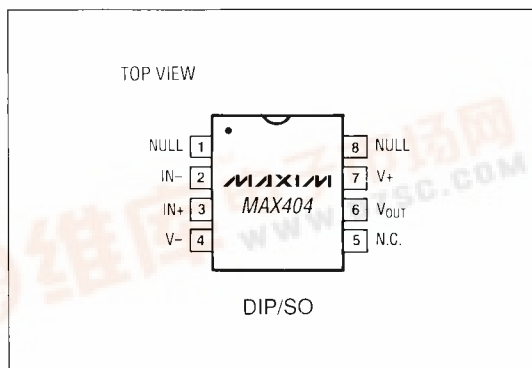 TOP VIEW
NULL 1
8 NULL
IN- 2
7 V+
IN+ 3
6 VOUT
V- 4
5 N.C.
MAXIM
MAX404
DIP/SO